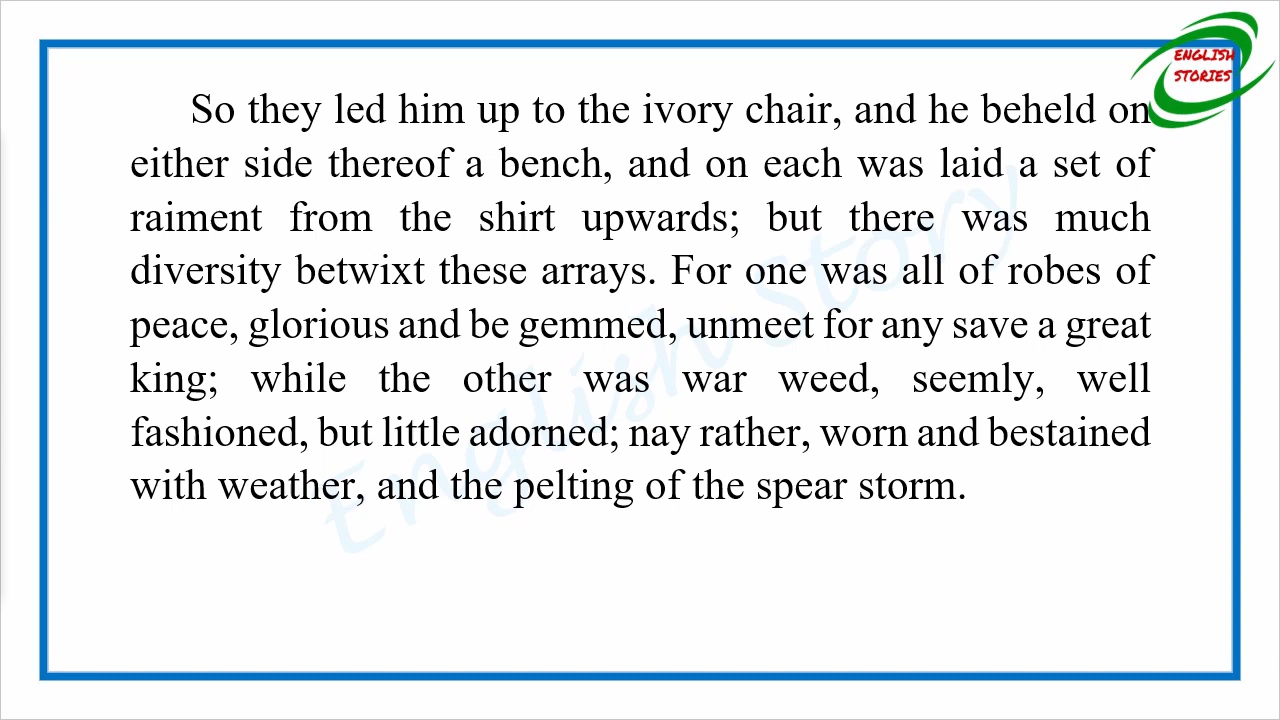 ENGLISH
STORIES
So they led him up to the ivory chair, and he beheld on
either side thereof a bench, and on each was laid a set of
raiment from the shirt upwards; but there was much
diversity betwixt these arrays. For one was all of robes of
peace, glorious and be gemmed, unmeet for any save a great
king; while the other was war weed, seemly, well
fashioned, but little adorned; nay rather, worn and bestained
with weather, and the pelting of the spear storm.
English Story